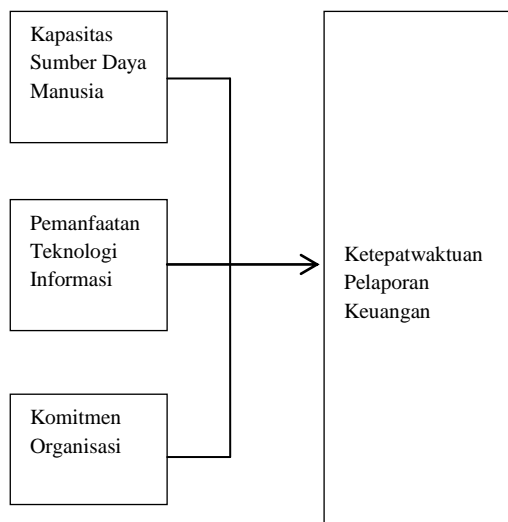 Kapasitas
Sumber Daya
Manusia
Pemanfaatan
Teknologi
Informasi
Komitmen
Organisasi
Ketepatwaktuan
Pelaporan
Keuangan